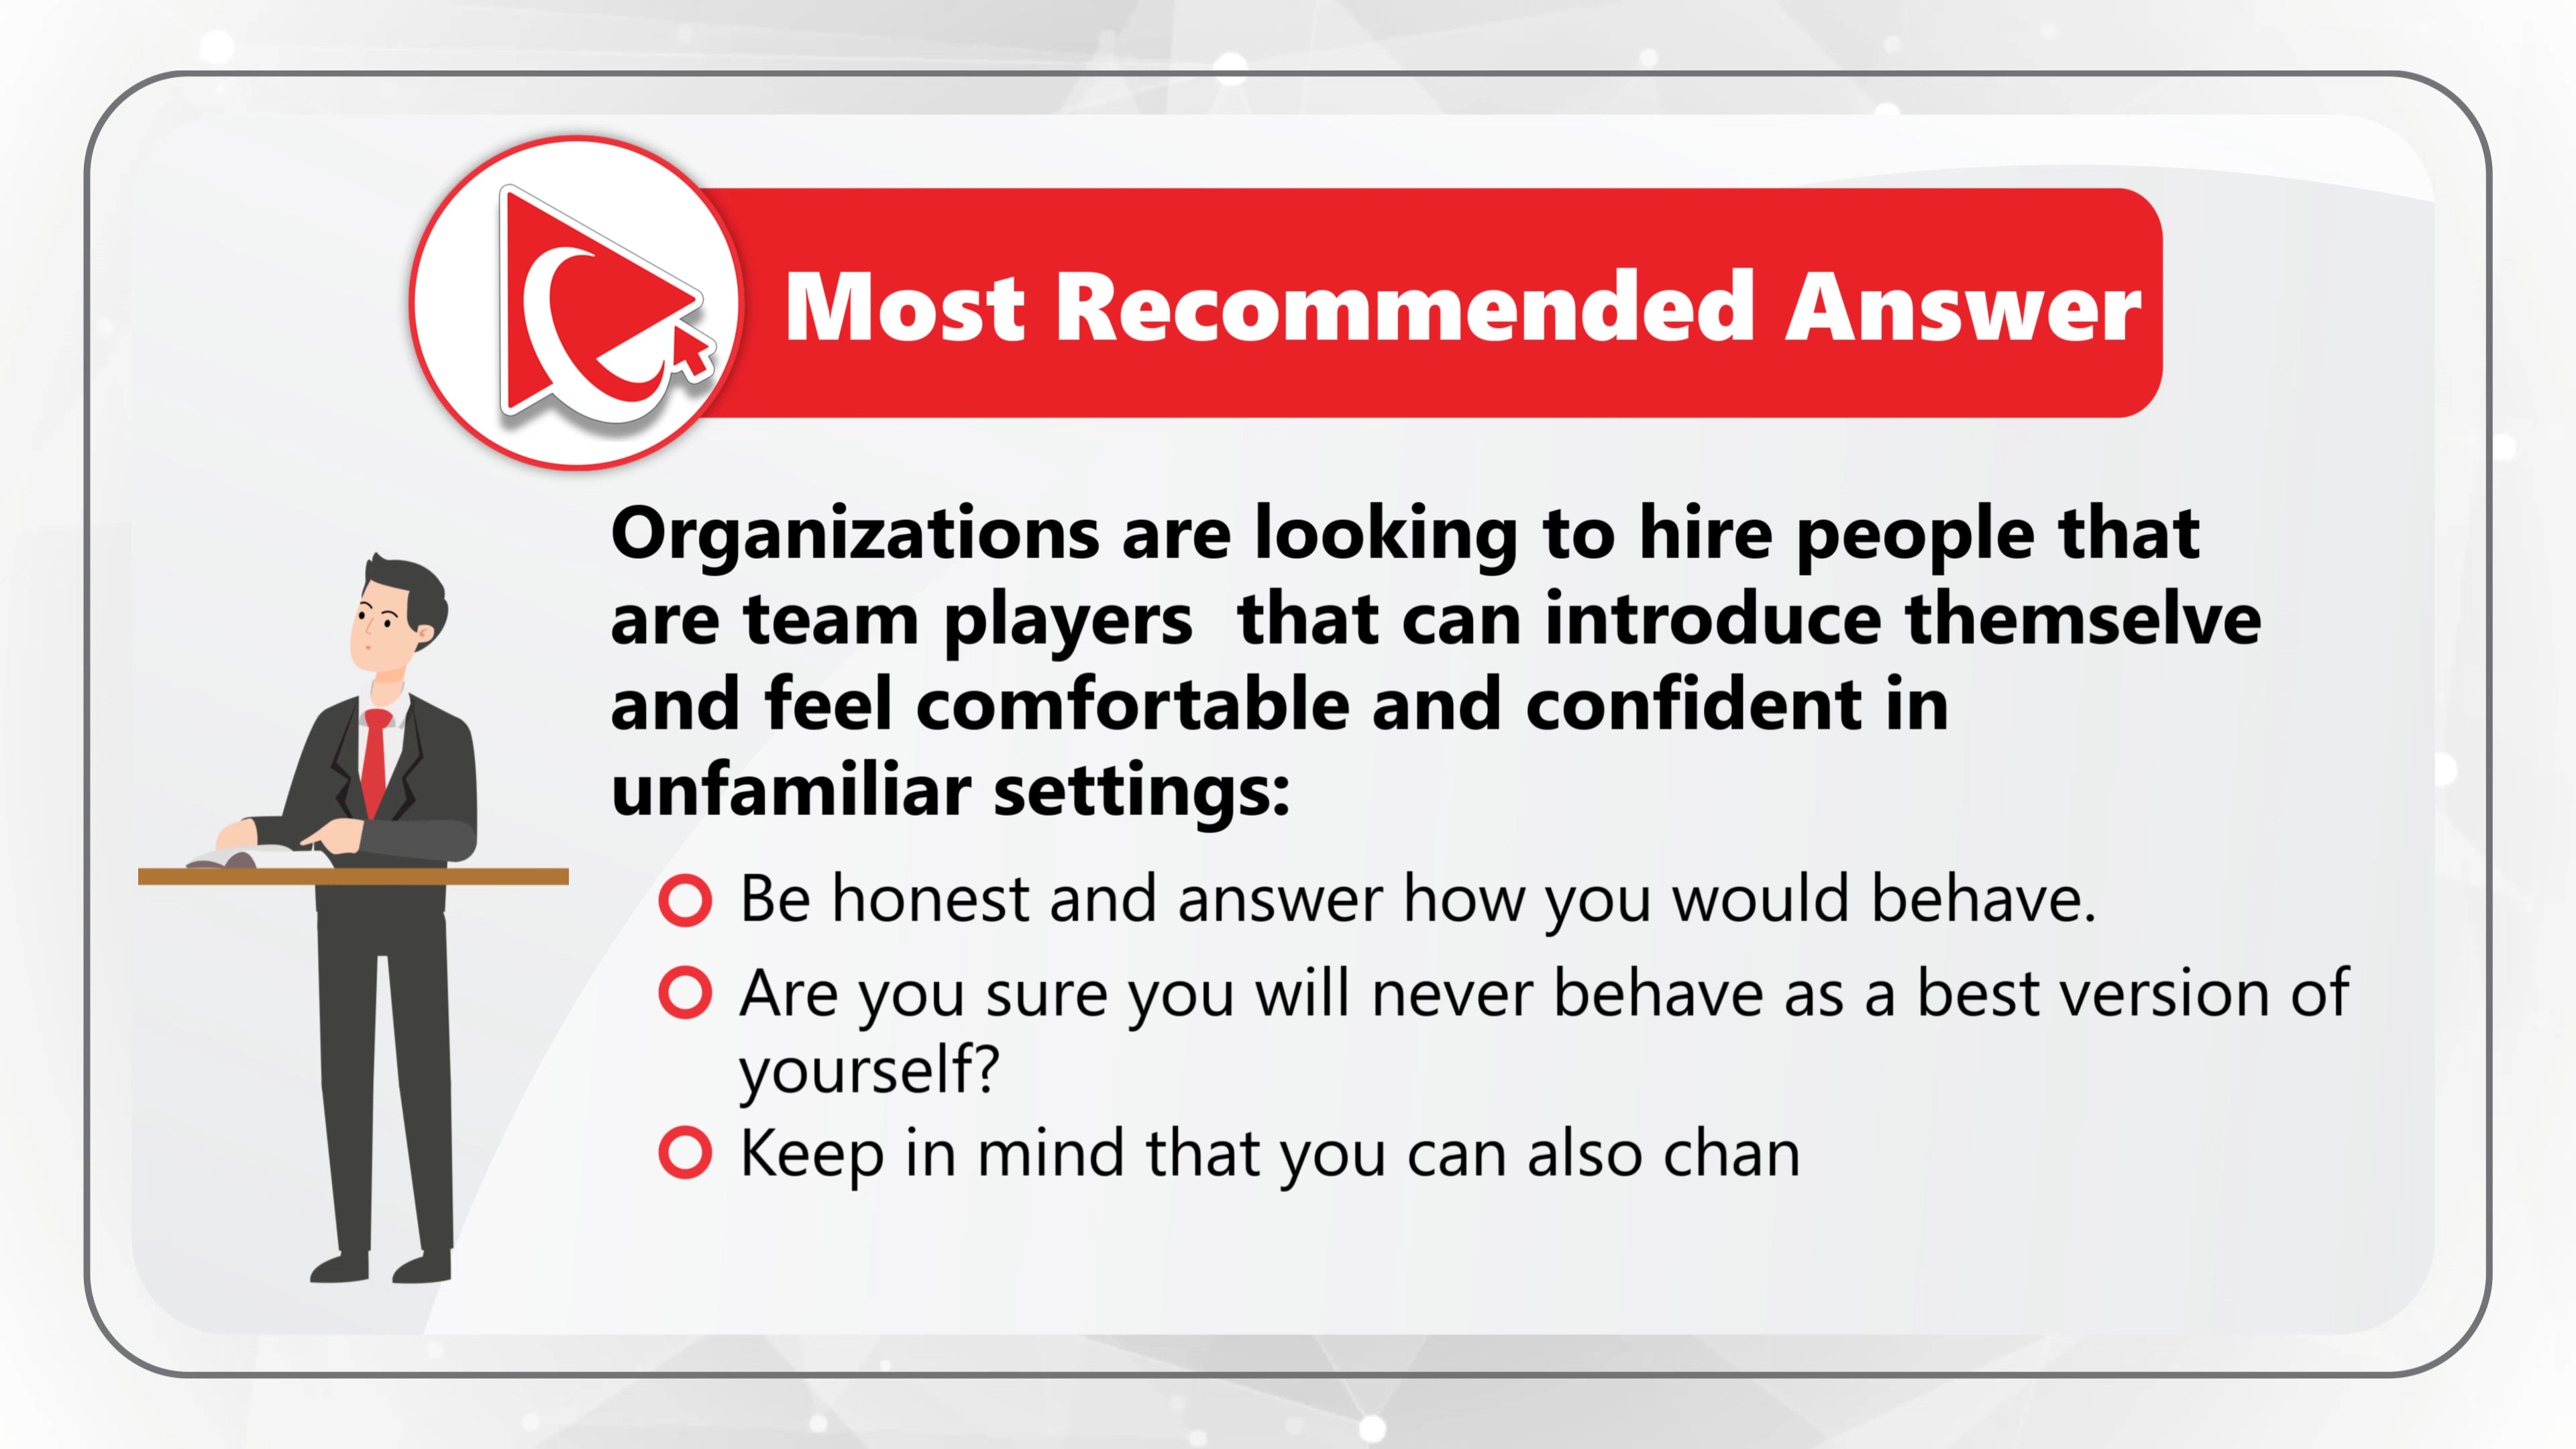 Most Recommended Answer
Organizations are looking to hire people that
are team players  that can introduce themselve
and feel comfortable and confident in
unfamiliar settings:
Be honest and answer how you would behave.
Are you sure you will never behave as a best version of
yourself?
Keep in mind that you can also chan